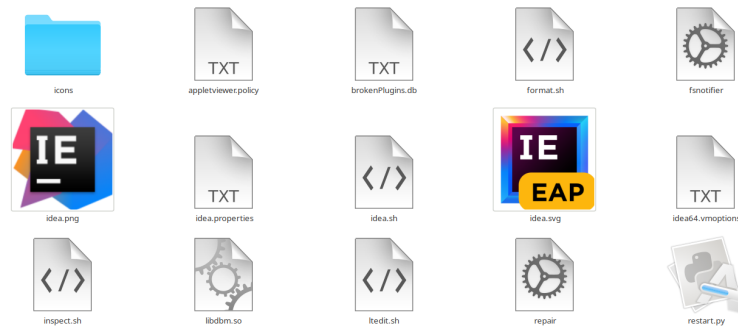 TXT
TXT
icons
appletviewer.policy
brokenPlugins.db
format.sh
fsnotifier
IE
IE
EAP
TXT
TXT
idea.png
idea.properties
idea.sh
idea.svg
idea64.vmoptions
inspect.sh
libdbm.so
ltedit.sh
repair
restart.py